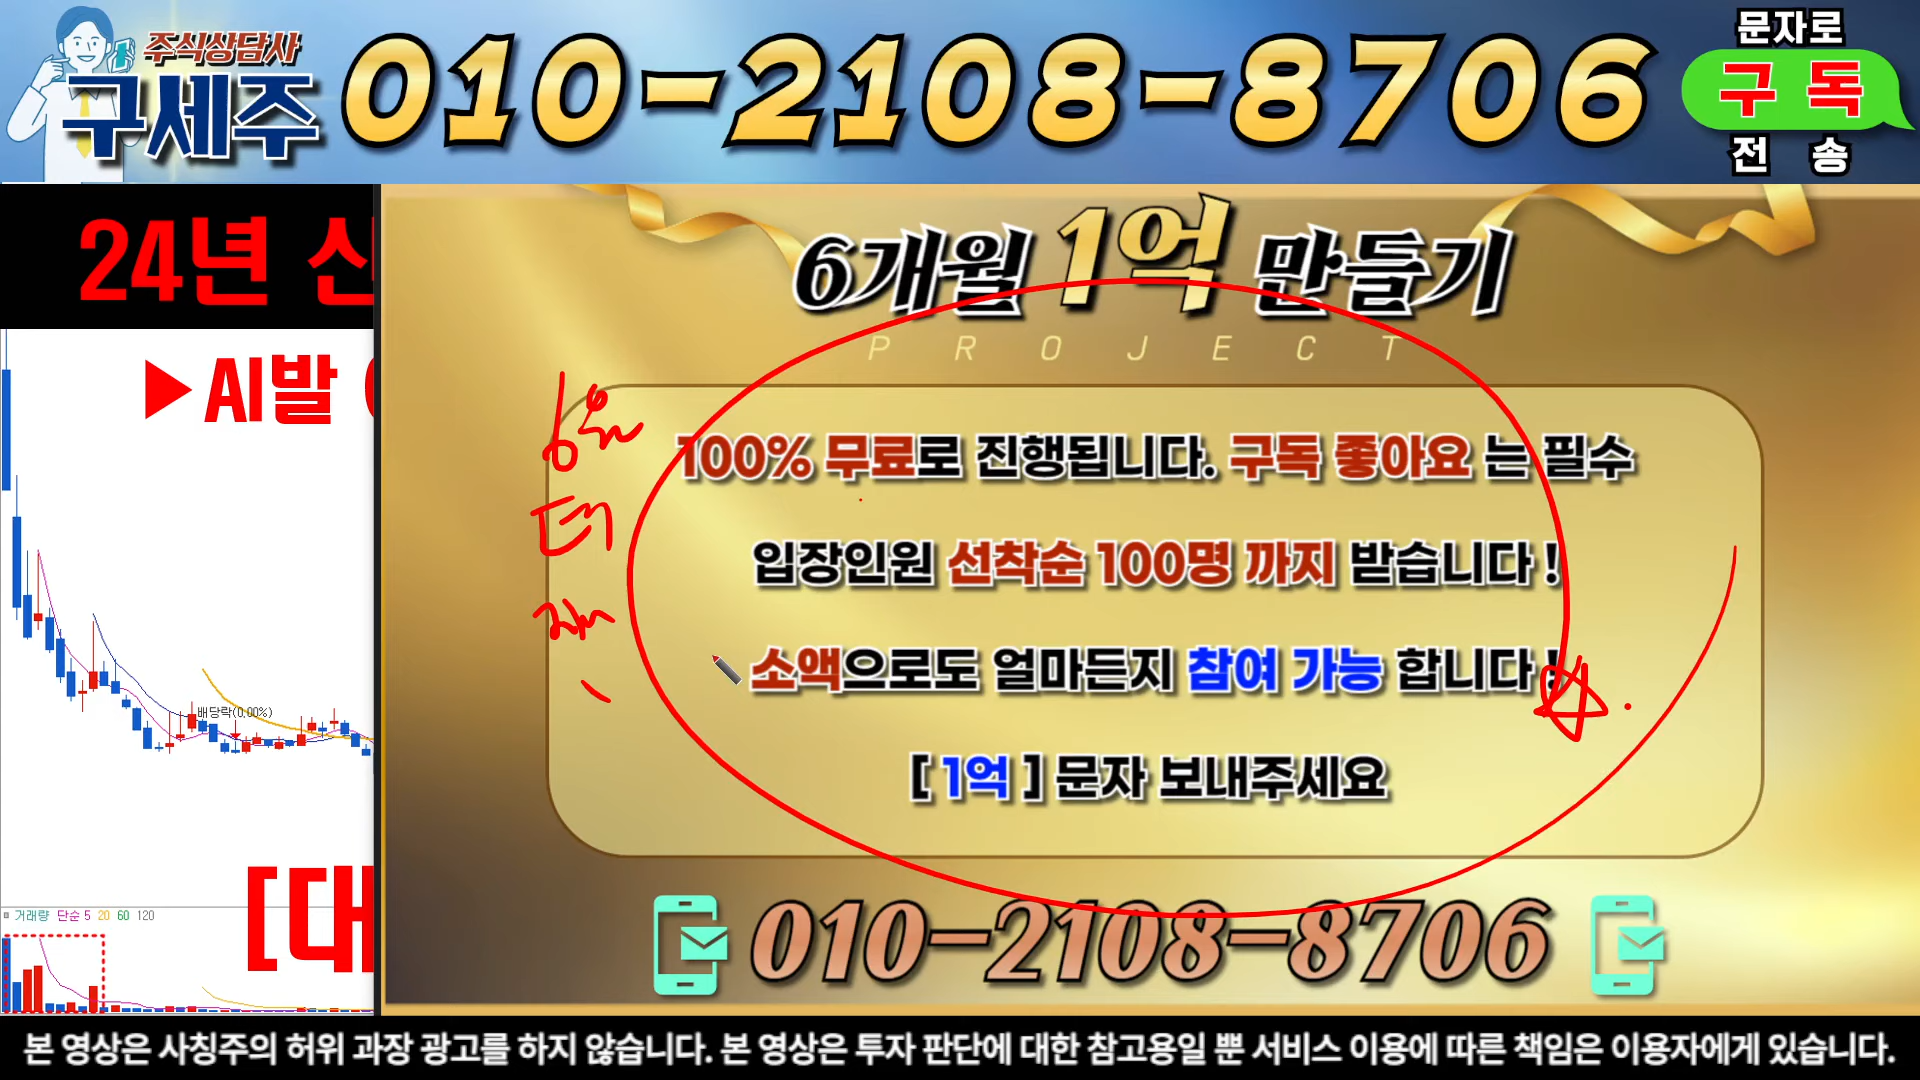 주식상담사
구세주
010-2108-8706
문자로
구 독
전 송
24년 신
▶AI발
배당락(0.00%)
[대
거래량 단순 5 20 60 120
6개월 1억 만들기
PROJECT
100% 무료로 진행됩니다. 구독 좋아요 는 필수
입장인원 선착순 100명 까지 받습니다 !
소액으로도 얼마든지 참여 가능 합니다 !
[ 1억 ] 문자 보내주세요
010-2108-8706
본 영상은 사칭주의 허위 과장 광고를 하지 않습니다. 본 영상은 투자 판단에 대한 참고용일 뿐 서비스 이용에 따른 책임은 이용자에게 있습니다.